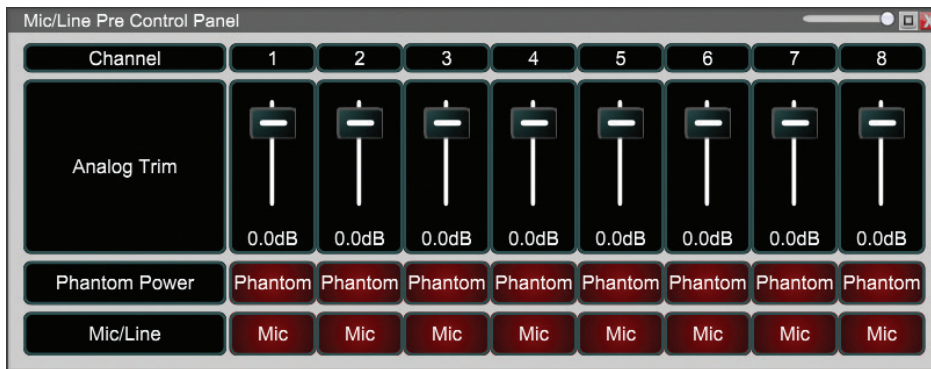 Mic/Line Pre Control Panel
Channel 1 2 3 4 5 6 7 8
Analog Trim
0.0dB 0.0dB 0.0dB 0.0dB 0.0dB 0.0dB 0.0dB 0.0dB
Phantom Power Phantom Phantom Phantom Phantom Phantom Phantom Phantom Phantom
Mic/Line Mic Mic Mic Mic Mic Mic Mic Mic